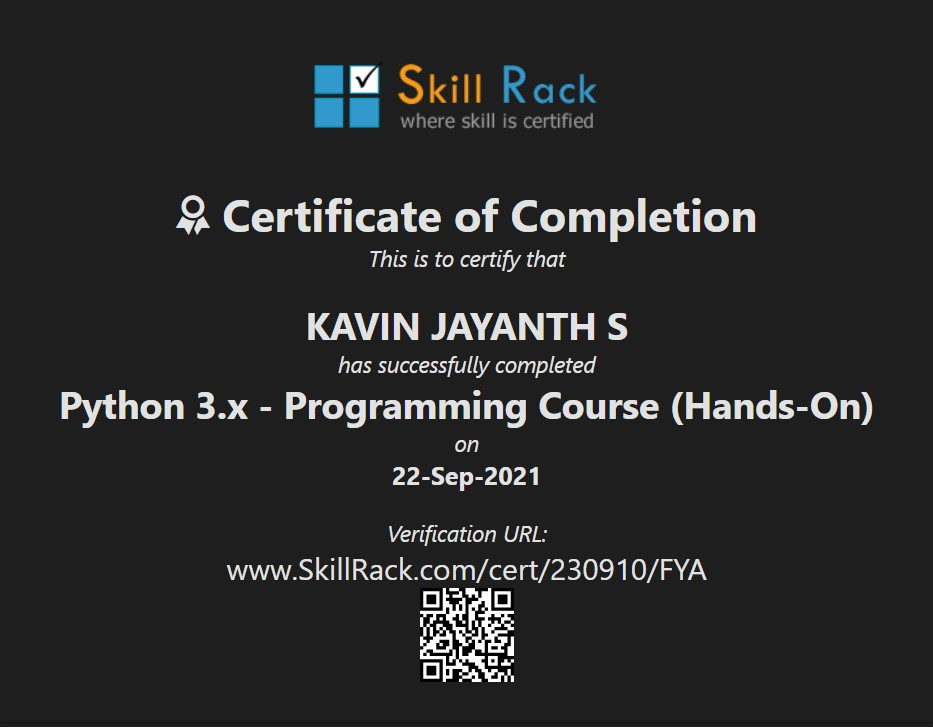 Skill Rack
where skill is certified
Certificate of Completion
This is to certify that
KAVIN JAYANTH S
has successfully completed
Python 3.x - Programming Course (Hands-On)
on
22-Sep-2021
Verification URL:
www.SkillRack.com/cert/230910/FYA